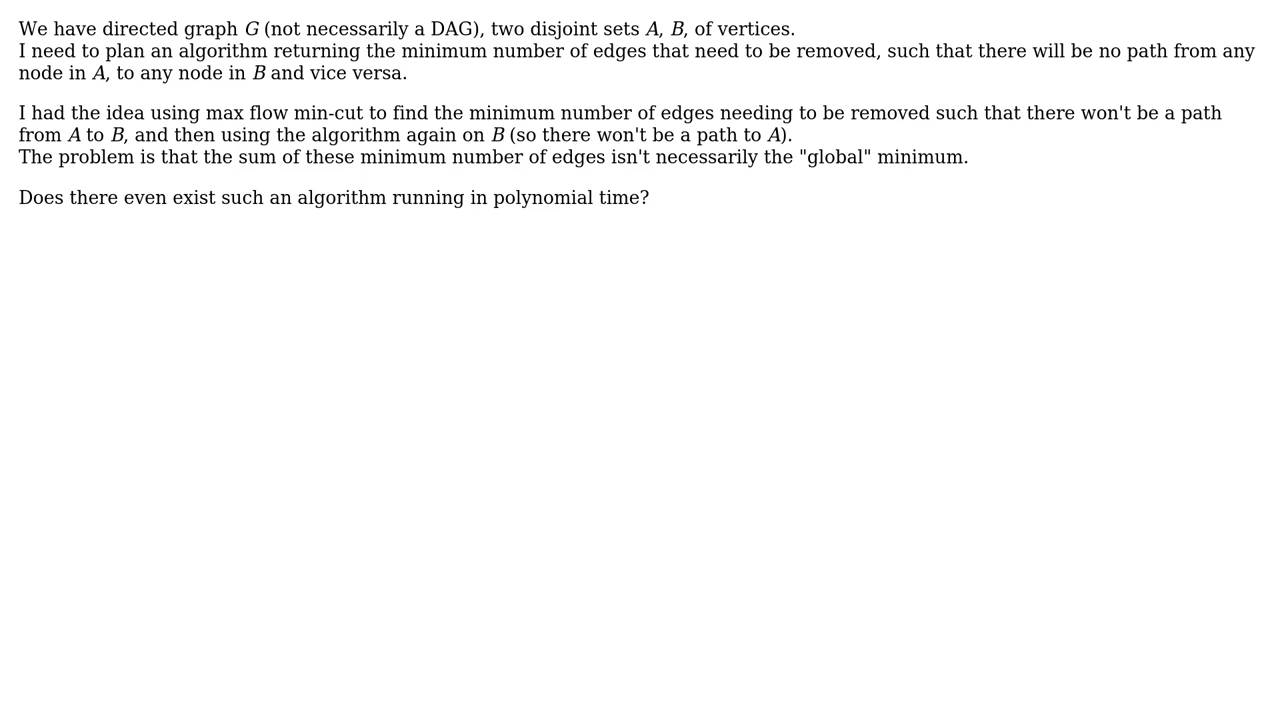 We have directed graph G (not necessarily a DAG), two disjoint sets A, B, of vertices.
I need to plan an algorithm returning the minimum number of edges that need to be removed, such that there will be no path from any
node in A, to any node in B and vice versa.
I had the idea using max flow min-cut to find the minimum number of edges needing to be removed such that there won't be a path
from A to B, and then using the algorithm again on B (so there won't be a path to A).
The problem is that the sum of these minimum number of edges isn't necessarily the "global" minimum.
Does there even exist such an algorithm running in polynomial time?